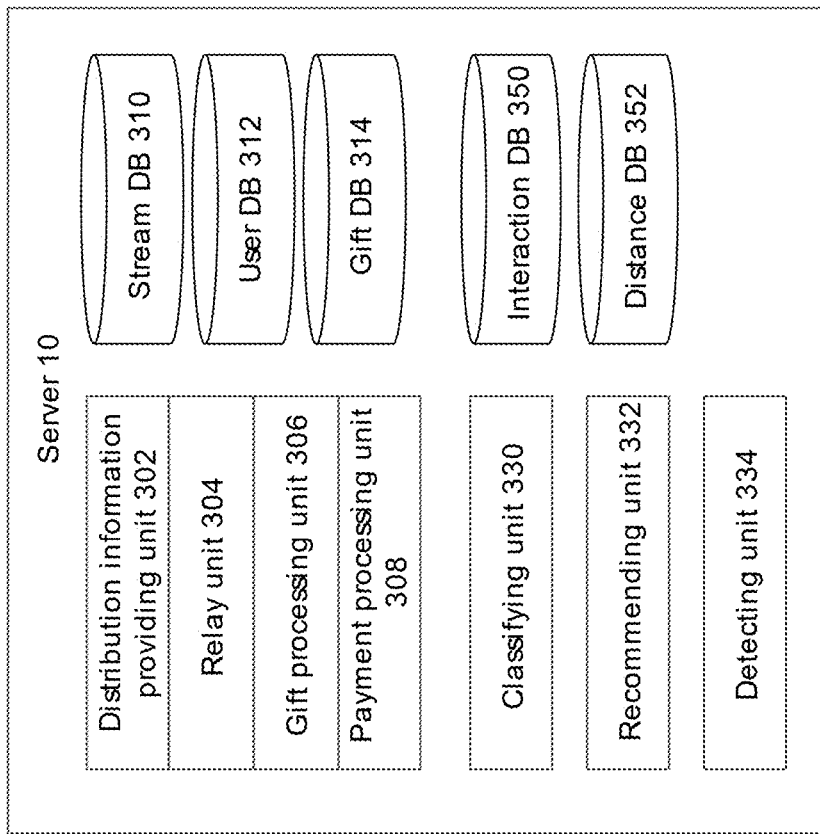 Server 10
Distribution information
providing unit 302
Relay unit 304
Gift processing unit 306
Payment processing unit
308
Classifying unit 330
Recommending unit 332
Detecting unit 334
Stream DB 310
User DB 312
Gift DB 314
Interaction DB 350
Distance DB 352